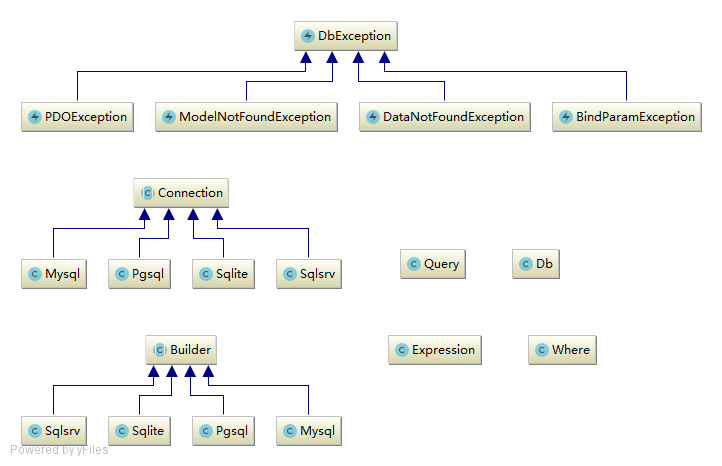 DbException
PDOException
ModelNotFoundException
DataNotFoundException
BindParamException
Connection
Mysql
Pgsql
Sqlite
Sqlsrv
Query
Db
Builder
Expression
Where
Sqlsrv
Sqlite
Pgsql
Mysql
Powered by yFiles